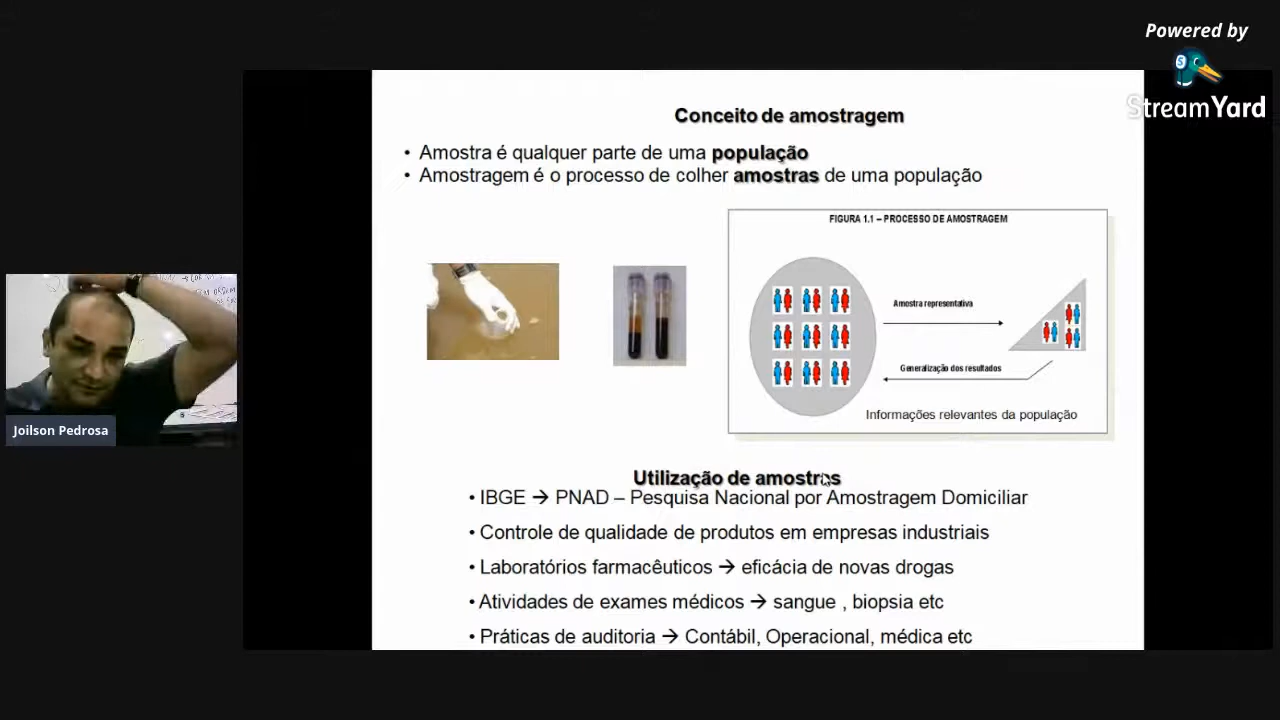 Powered by
StreamYard
Conceito de amostragem
• Amostra é qualquer parte de uma população
• Amostragem é o processo de colher amostras de uma população
FIGURA 1.1 – PROCESSO DE AMOSTRAGEM
Amostra representativa
Generalização dos resultados
Informações relevantes da população
Joilson Pedrosa
Utilização de amostras
• IBGE → PNAD – Pesquisa Nacional por Amostragem Domiciliar
• Controle de qualidade de produtos em empresas industriais
• Laboratórios farmacêuticos → eficácia de novas drogas
• Atividades de exames médicos → sangue , biopsia etc
• Práticas de auditoria → Contábil, Operacional, médica etc